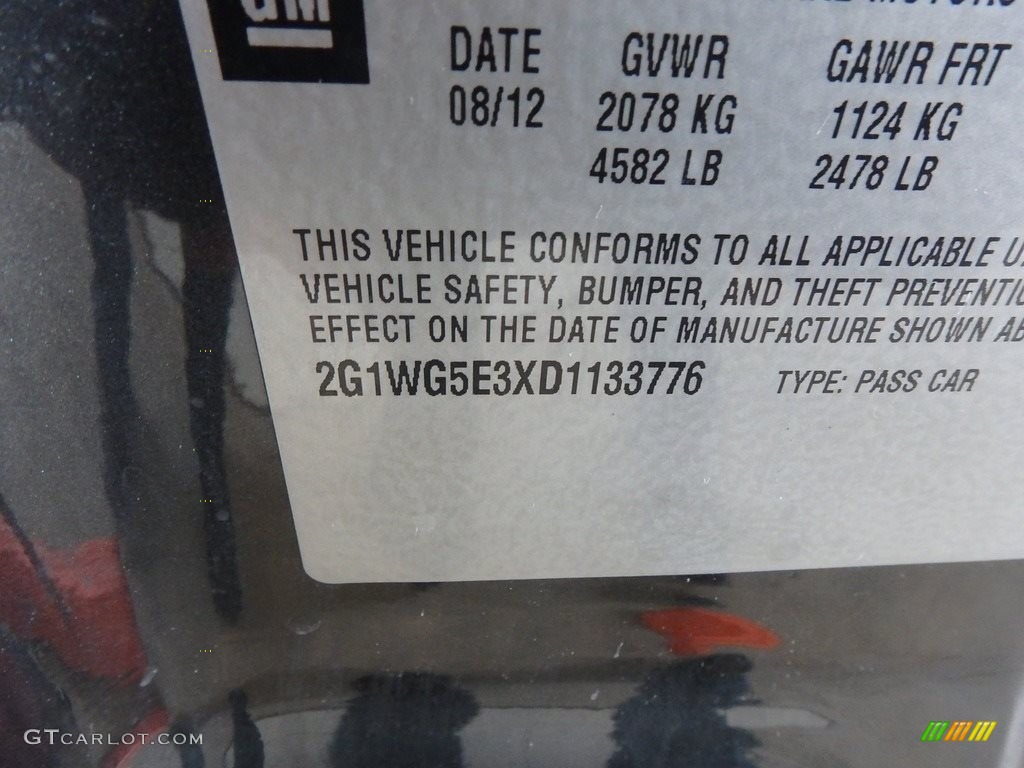 GM
MOTORS
DATE GVWR GAWR FRT
08/12 2078 KG 1124 KG
4582 LB 2478 LB
THIS VEHICLE CONFORMS TO ALL APPLICABLE
VEHICLE SAFETY, BUMPER, AND THEFT
EFFECT ON THE DATE OF MANUFACTURE SHOWN
2G1WG5E3XD1133776 TYPE: PASS CAR
GTCARLOT.COM